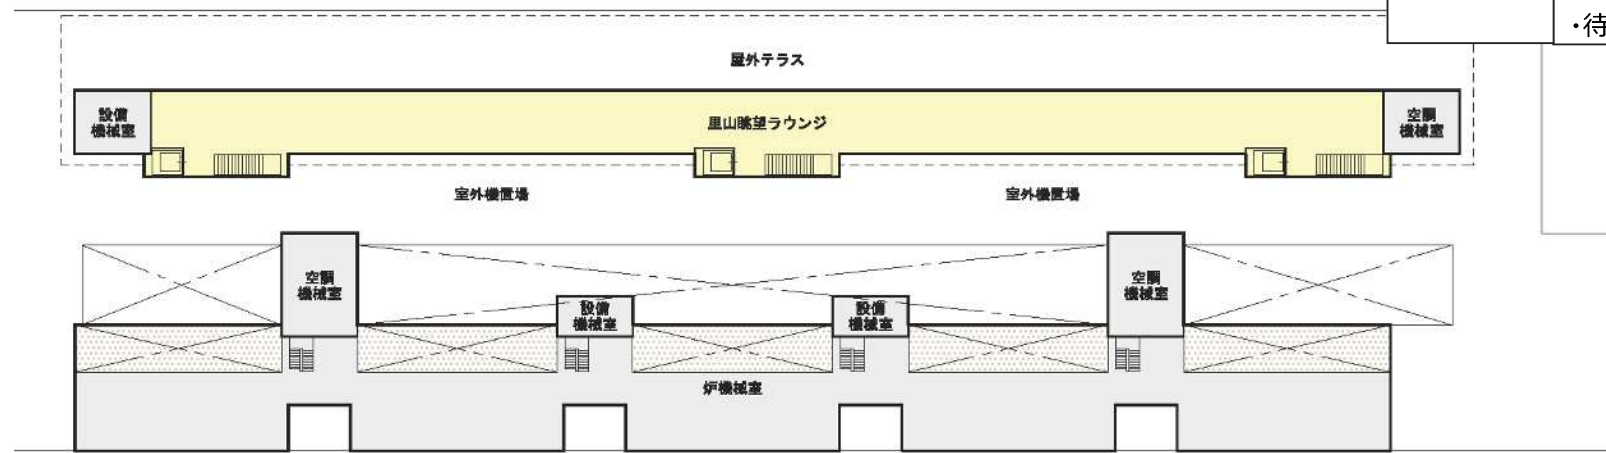 ・待
屋外テラス
設備
機械室
里山眺望ラウンジ
空調
機械室
室外機置場
室外機置場
空調
機械室
空調
機械室
設備
機械室
設備
機械室
炉機械室